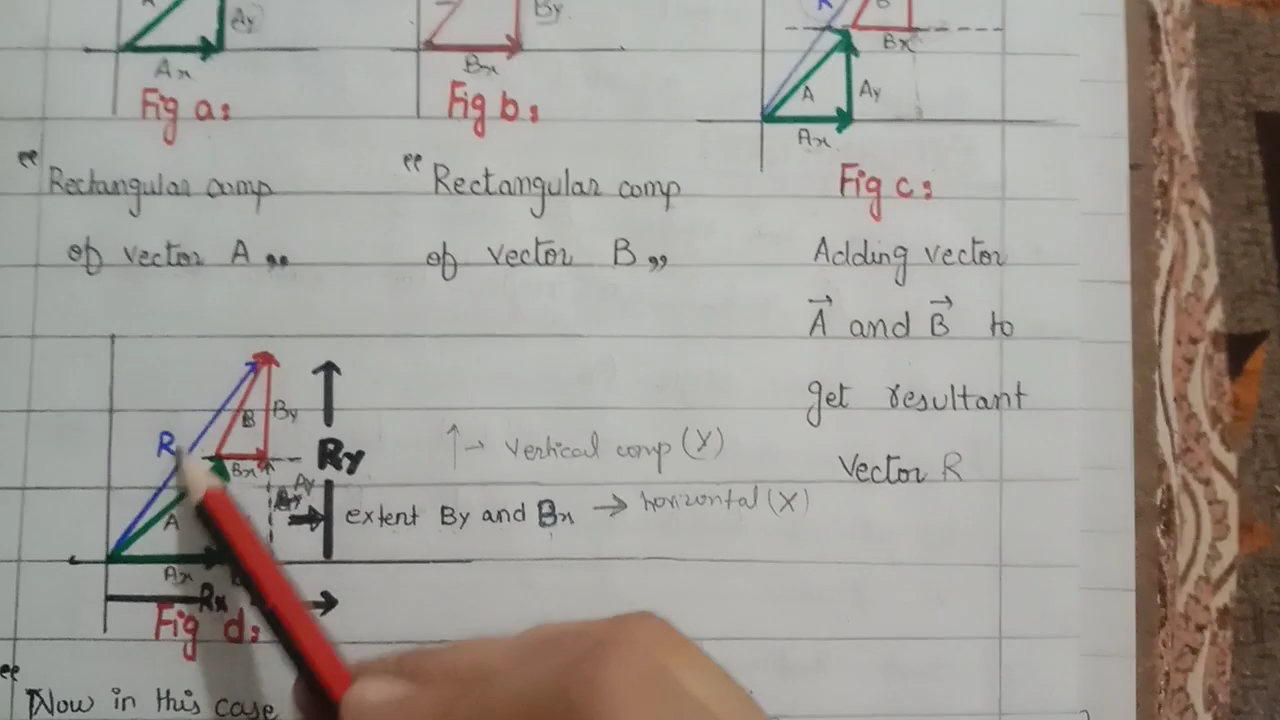 Ay
Ax
Fig a:
"Rectangular comp
of vector A„
By
Bx
Fig b:
"Rectangular comp
of vector B„
R
B
Bx
A
Ay
Ax
Fig c:
Adding vector
A and B to
get resultant
Vector R
R
B
By
Bx
Ay
A
Ax
Rx
Ry
↑→ vertical comp (Y)
extent By and Bx → horizontal (X)
Fig d:
"Now in this case